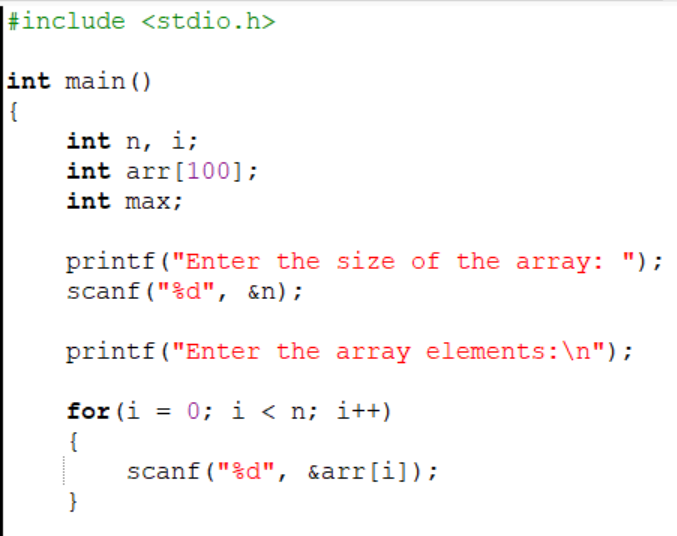 #include <stdio.h>
int main()
{
int n, i;
int arr[100];
int max;
printf("Enter the size of the array: ");
scanf("%d", &n);
printf("Enter the array elements:\n");
for(i = 0; i < n; i++)
{
scanf("%d", &arr[i]);
}